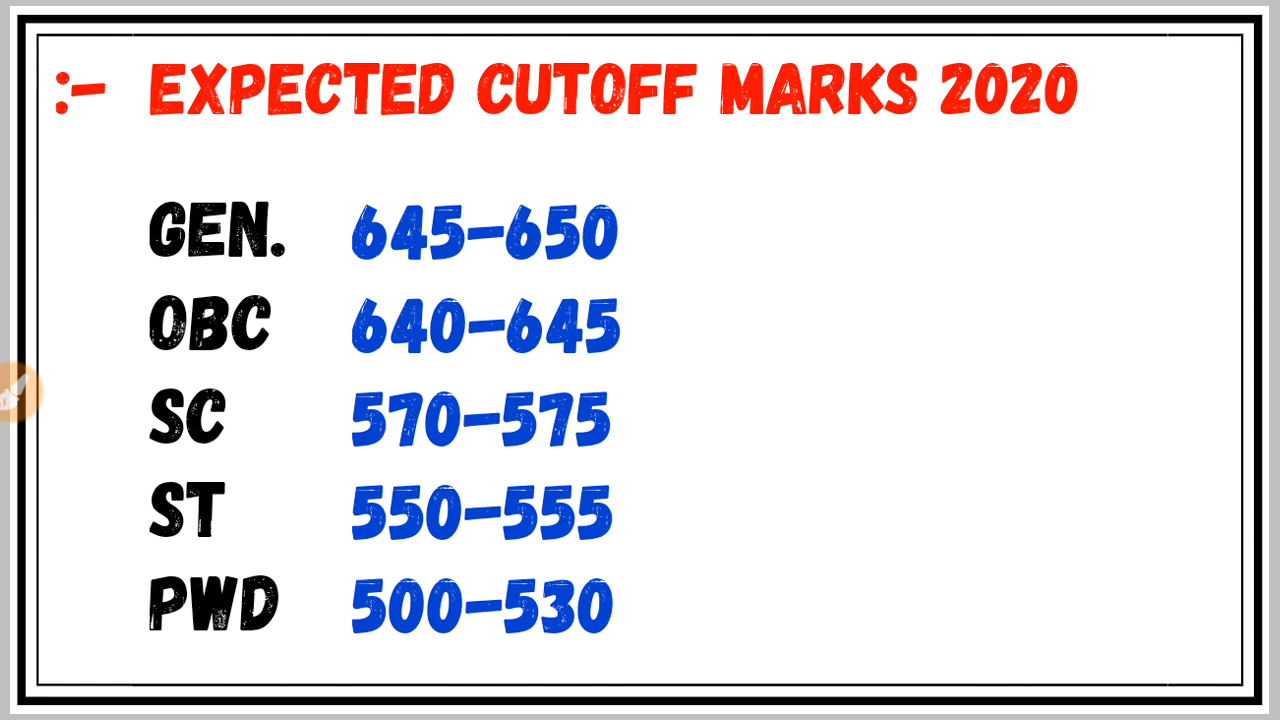 :- EXPECTED CUTOFF MARKS 2020
GEN. 645-650
OBC 640-645
SC 570-575
ST 550-555
PWD 500-530